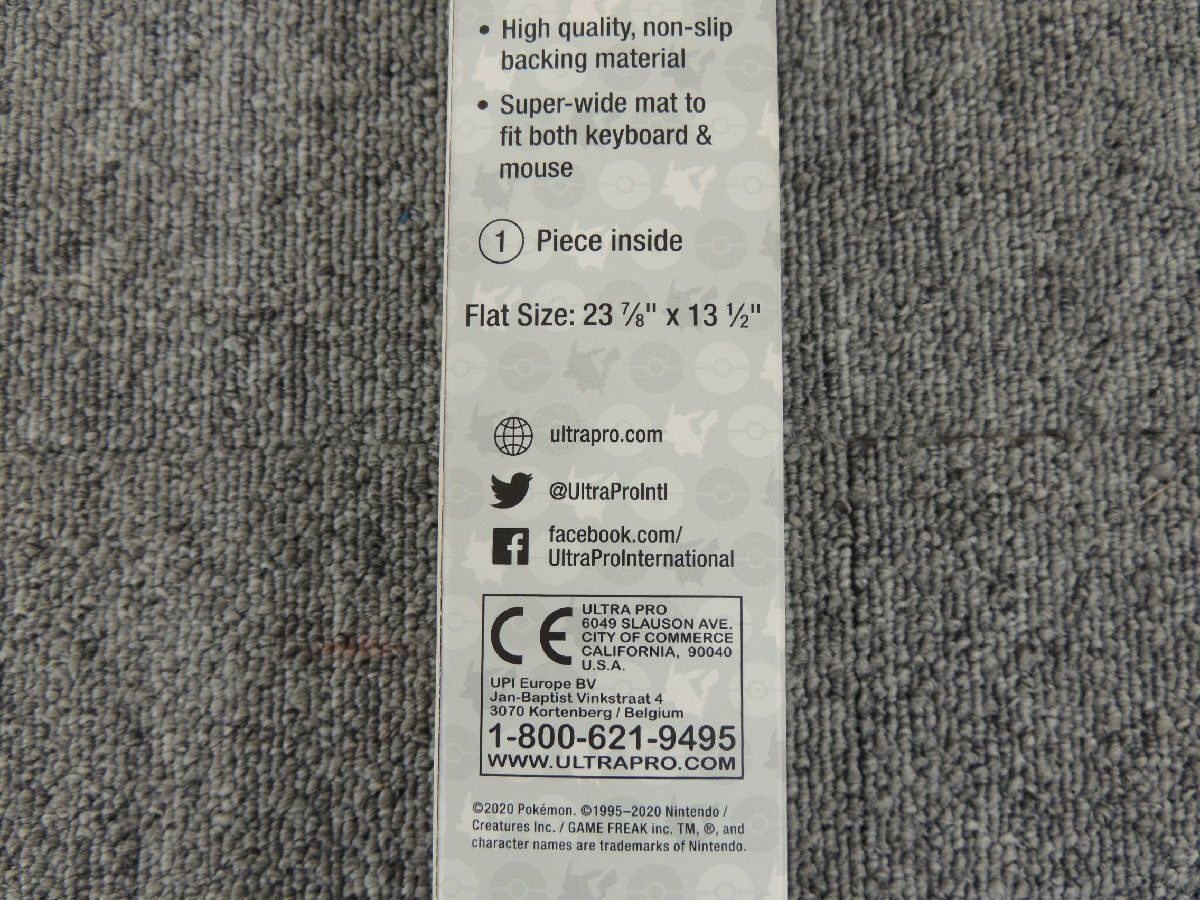 • High quality, non-slip
backing material
• Super-wide mat to
fit both keyboard &
mouse
1 Piece inside
Flat Size: 23 ⅞" x 13 ½"
ultrapro.com
@UltraProIntl
facebook.com/
UltraProInternational
CE
ULTRA PRO
6049 SLAUSON AVE.
CITY OF COMMERCE
CALIFORNIA, 90040
U.S.A.
UPI Europe BV
Jan-Baptist Vinkstraat 4
3070 Kortenberg / Belgium
1-800-621-9495
WWW.ULTRAPRO.COM
©2020 Pokémon. ©1995–2020 Nintendo /
Creatures Inc. / GAME FREAK inc. TM, ®, and
character names are trademarks of Nintendo.